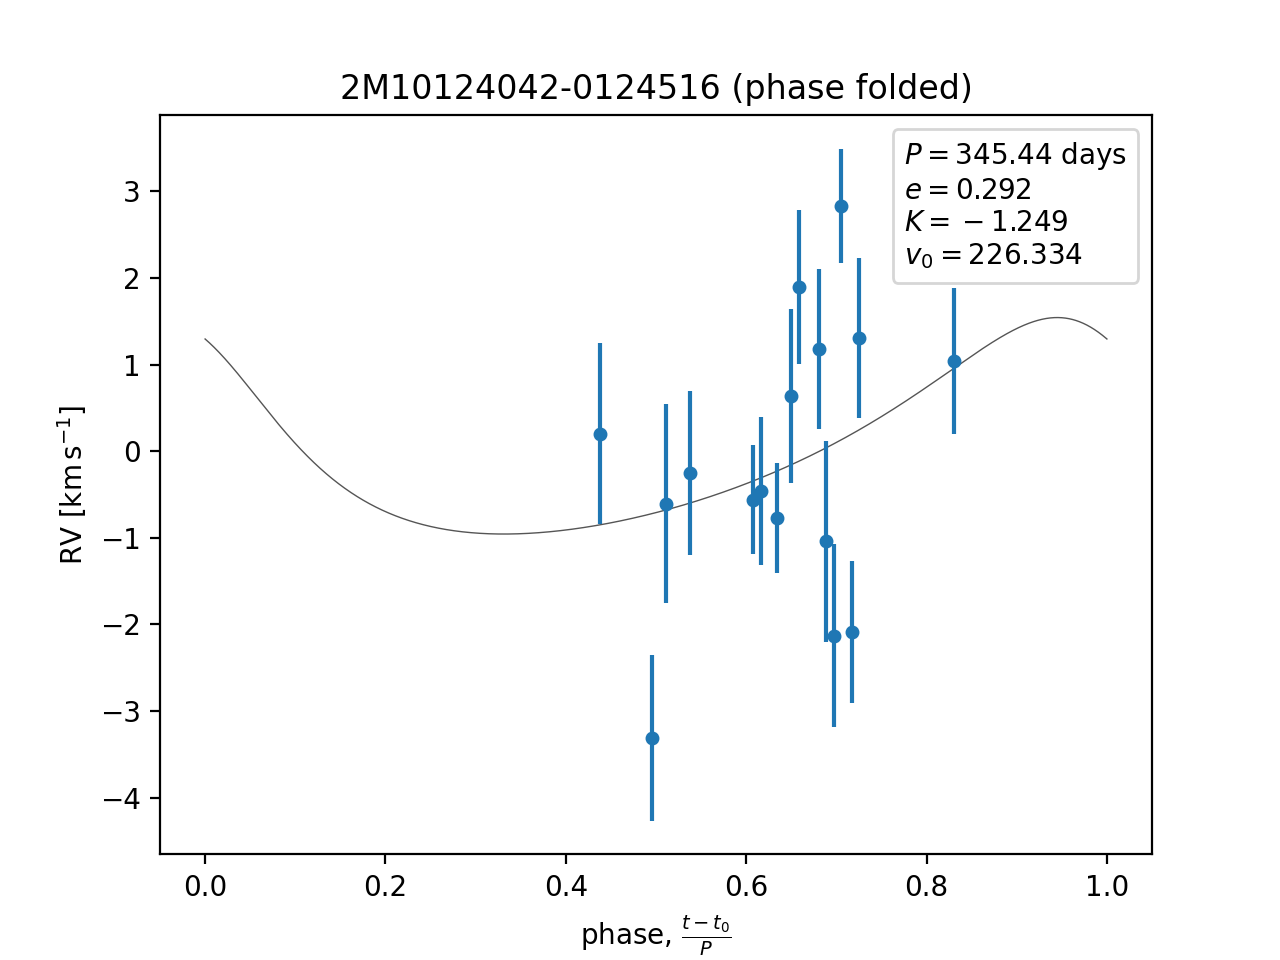 2M10124042-0124516 (phase folded)
P = 345.44 days
e = 0.292
K = −1.249
v₀ = 226.334
3
2
1
0
−1
−2
−3
−4
RV [km s⁻¹]
0.0 0.2 0.4 0.6 0.8 1.0
phase, (t − t₀)/P